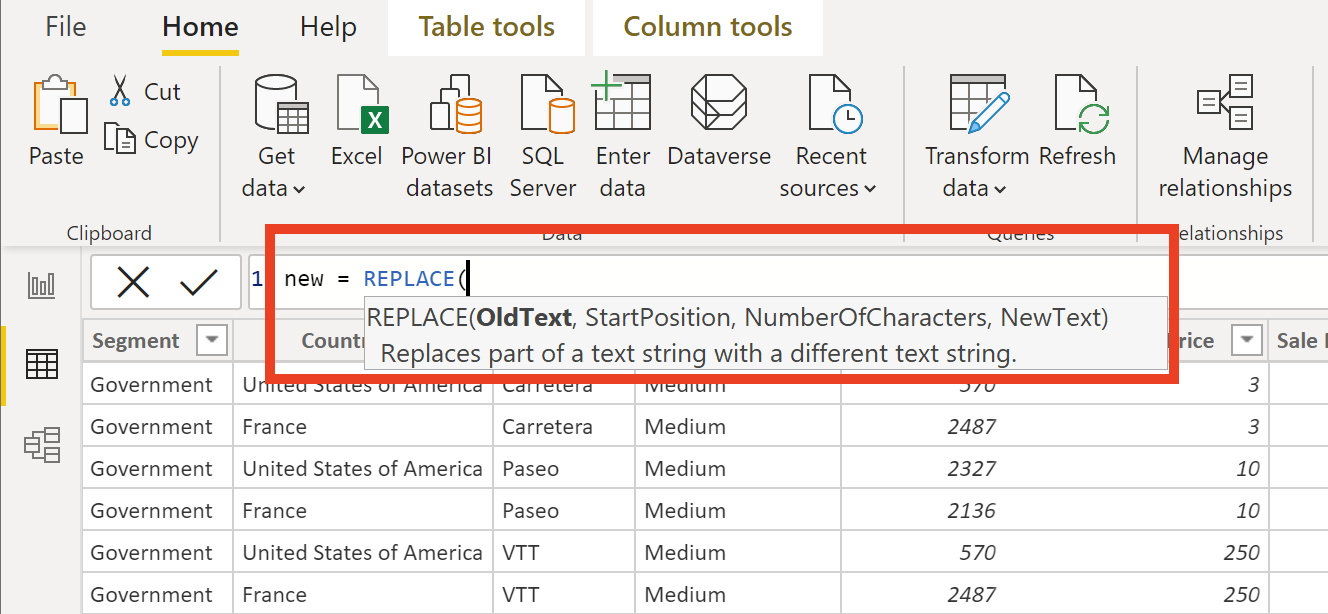 File Home Help Table tools Column tools
Paste
Cut
Copy
Clipboard
Get data
Excel
Power BI datasets
SQL Server
Enter data
Dataverse
Recent sources
Data
Transform data
Refresh
Queries
Manage relationships
elationships
1 new = REPLACE(
REPLACE(OldText, StartPosition, NumberOfCharacters, NewText)
Replaces part of a text string with a different text string.
Segment Count rice Sale
Government United States of America Carretera Medium 570 3
Government France Carretera Medium 2487 3
Government United States of America Paseo Medium 2327 10
Government France Paseo Medium 2136 10
Government United States of America VTT Medium 570 250
Government France VTT Medium 2487 250